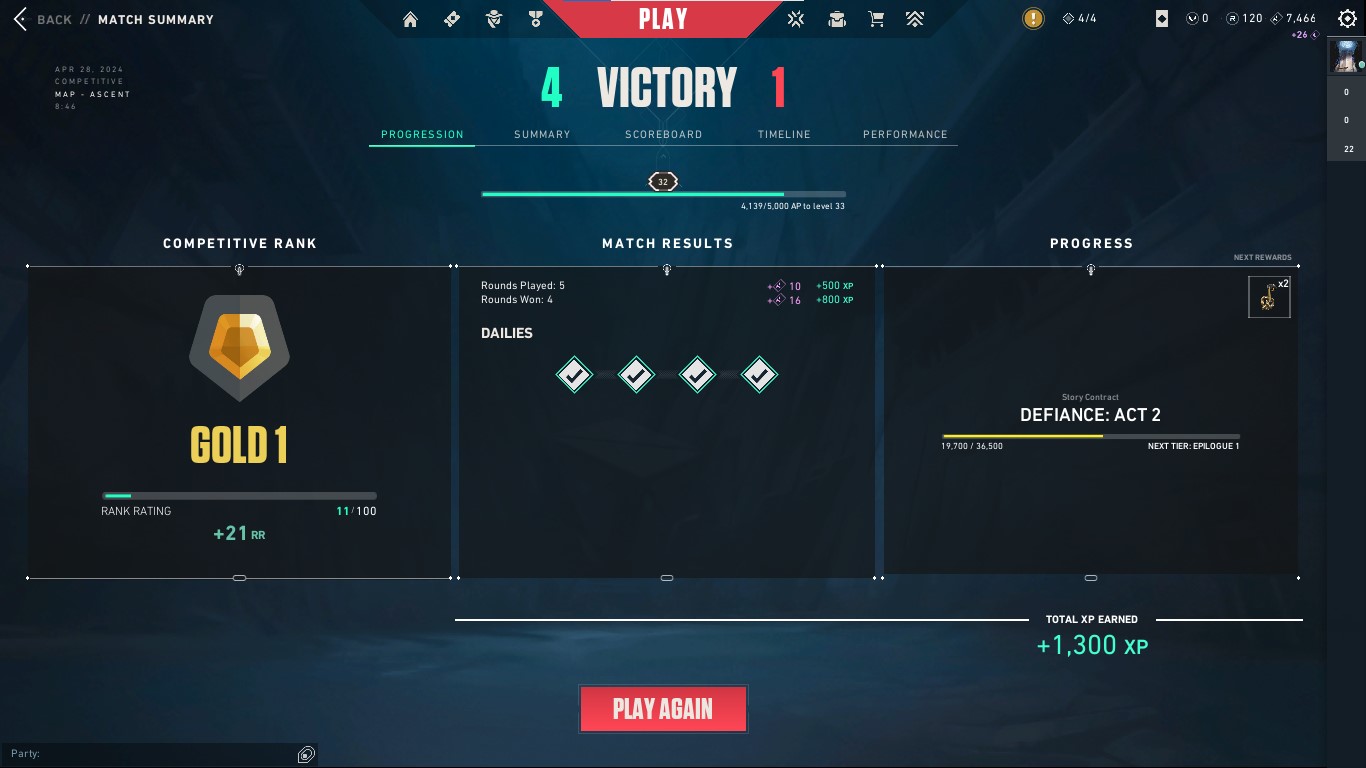 BACK // MATCH SUMMARY
PLAY
4/4
0
120
7,466
+26
APR 28, 2024
COMPETITIVE
MAP - ASCENT
8:46
4 VICTORY 1
0
0
22
PROGRESSION SUMMARY SCOREBOARD TIMELINE PERFORMANCE
32
4,139/5,000 AP to level 33
COMPETITIVE RANK
GOLD 1
RANK RATING 11/100
+21 RR
MATCH RESULTS
Rounds Played: 5 + 10 +500 XP
Rounds Won: 4 + 16 +800 XP
DAILIES
PROGRESS
NEXT REWARDS
x2
Story Contract
DEFIANCE: ACT 2
19,700 / 36,500 NEXT TIER: EPILOGUE 1
TOTAL XP EARNED
+1,300 XP
PLAY AGAIN
Party: